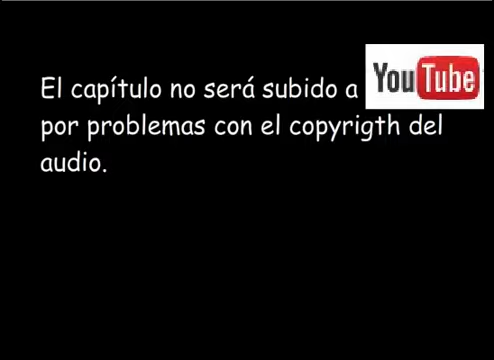 El capítulo no será subido a YouTube
por problemas con el copyrigth del
audio.